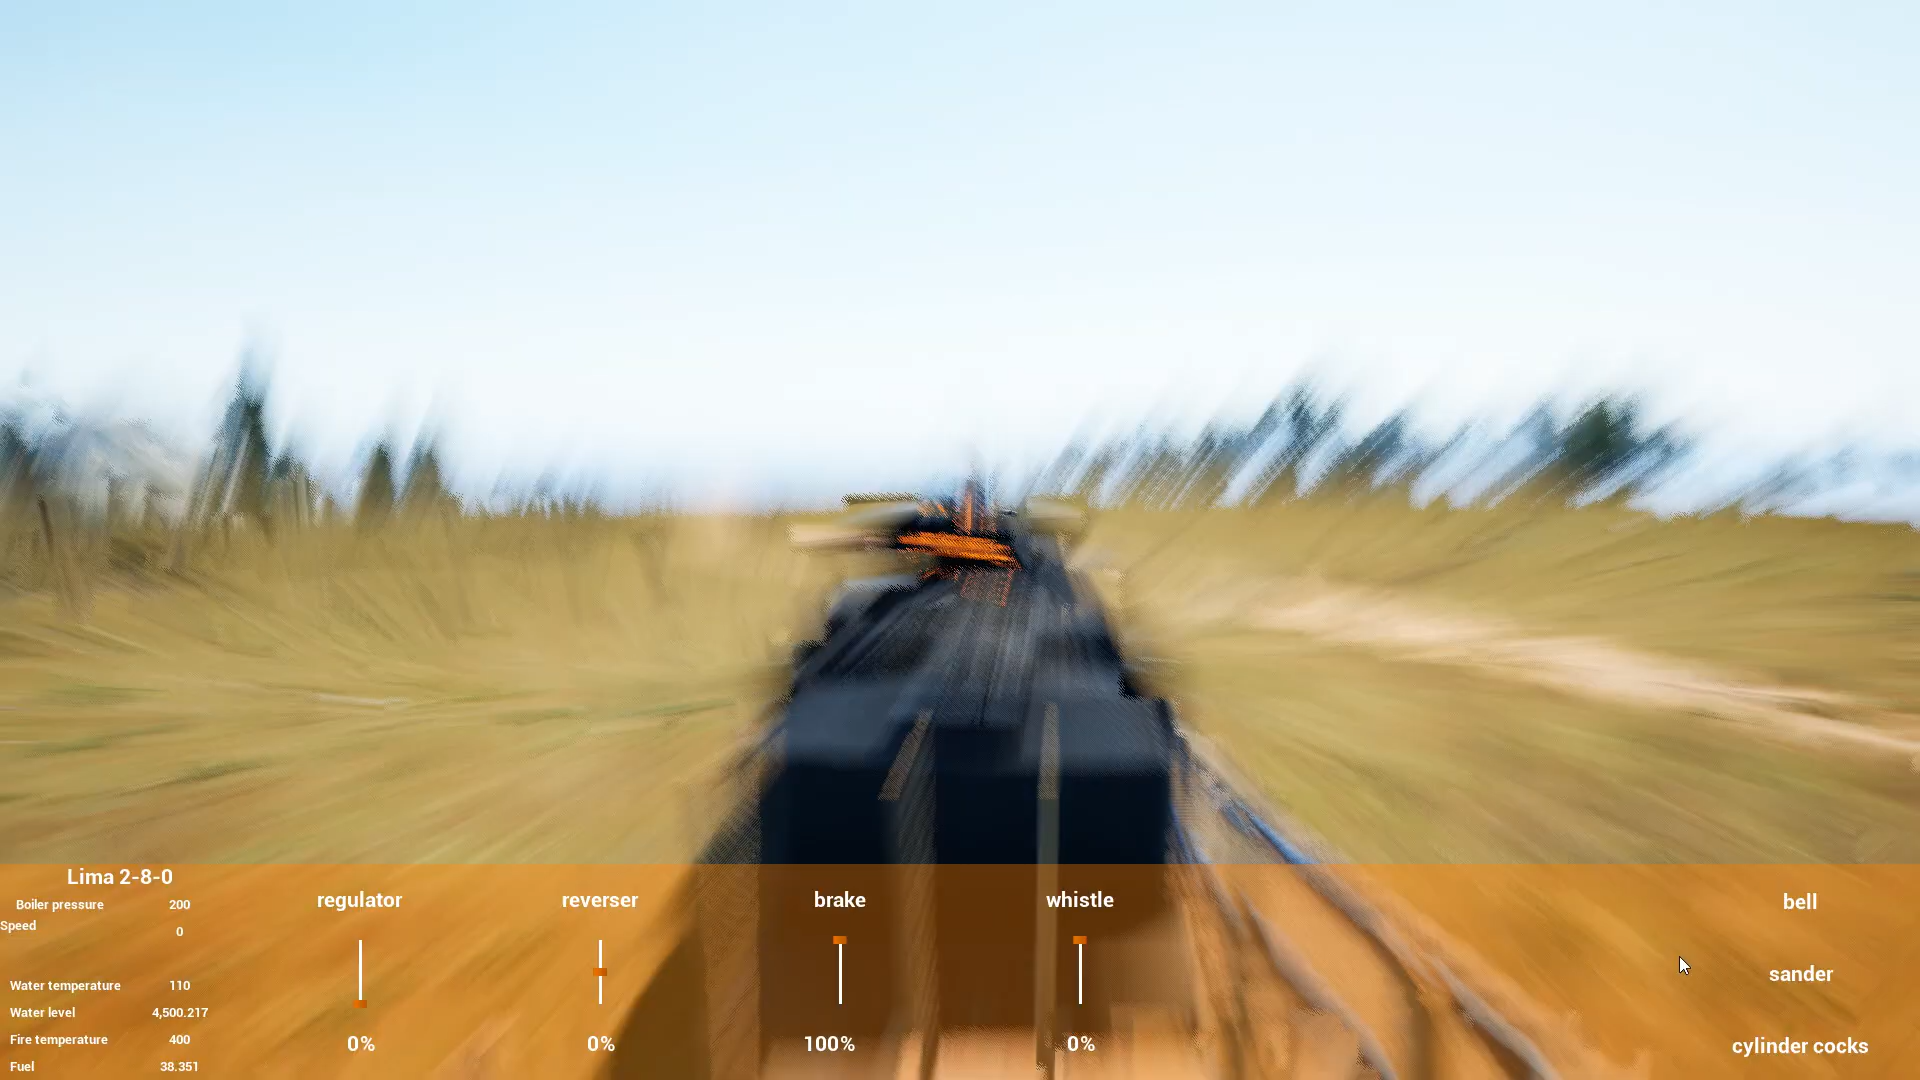 Lima 2-8-0
Boiler pressure 200
Speed 0
Water temperature 110
Water level 4,500.217
Fire temperature 400
Fuel 38.351
regulator
0%
reverser
0%
brake
100%
whistle
0%
bell
sander
cylinder cocks